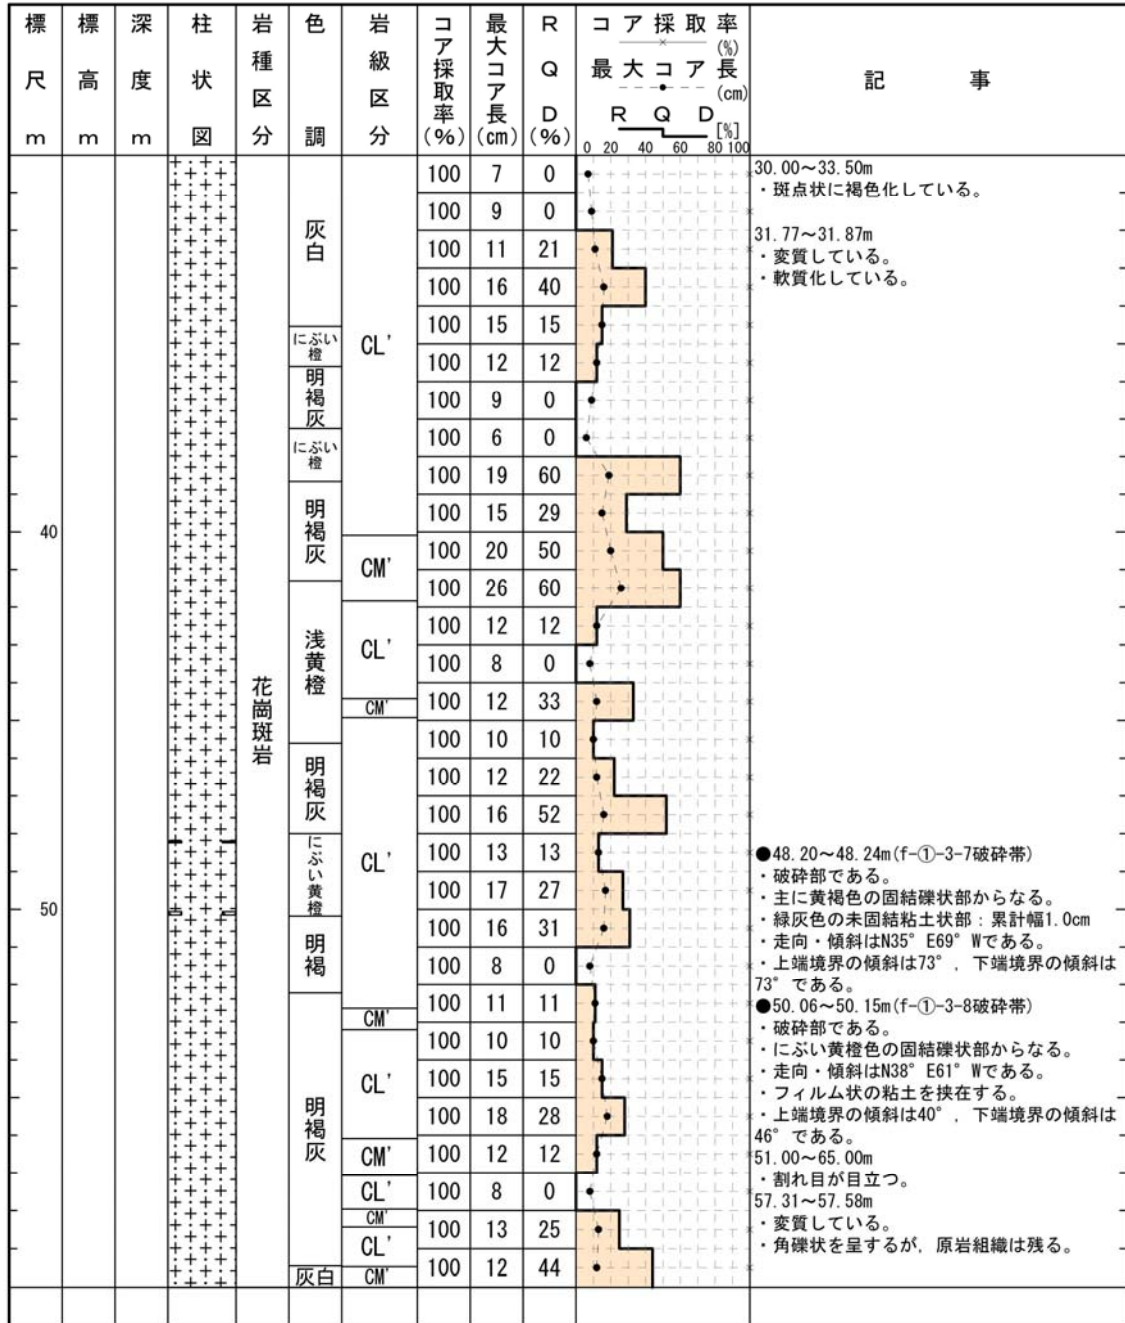 標尺m 標高m 深度m 柱状図 岩種区分 色調 岩級区分 コア採取率(%) 最大コア長(cm) RQD(%) コア採取率(%) 最大コア長(cm) RQD[%] 記事
0 20 40 60 80 100
100 7 0
100 9 0
100 11 21
100 16 40
100 15 15
100 12 12
100 9 0
100 6 0
100 19 60
100 15 29
100 20 50
100 26 60
100 12 12
100 8 0
100 12 33
100 10 10
100 12 22
100 16 52
100 13 13
100 17 27
100 16 31
100 8 0
100 11 11
100 10 10
100 15 15
100 18 28
100 12 12
100 8 0
100 13 25
100 12 44
40
50
花崗斑岩
灰白
にぶい橙
明褐灰
にぶい橙
明褐灰
浅黄橙
明褐灰
にぶい黄橙
明褐
明褐灰
灰白
CL'
CM'
CL'
CM'
CL'
CM'
CL'
CM'
CL'
CM'
CL'
CM'
30.00～33.50m
・斑点状に褐色化している。
31.77～31.87m
・変質している。
・軟質化している。
●48.20～48.24m(f-①-3-7破砕帯)
・破砕部である。
・主に黄褐色の固結礫状部からなる。
・緑灰色の未固結粘土状部：累計幅1.0cm
・走向・傾斜はN35°E69°Wである。
・上端境界の傾斜は73°，下端境界の傾斜は
73°である。
●50.06～50.15m(f-①-3-8破砕帯)
・破砕部である。
・にぶい黄橙色の固結礫状部からなる。
・走向・傾斜はN38°E61°Wである。
・フィルム状の粘土を挟在する。
・上端境界の傾斜は40°，下端境界の傾斜は
46°である。
51.00～65.00m
・割れ目が目立つ。
57.31～57.58m
・変質している。
・角礫状を呈するが，原岩組織は残る。